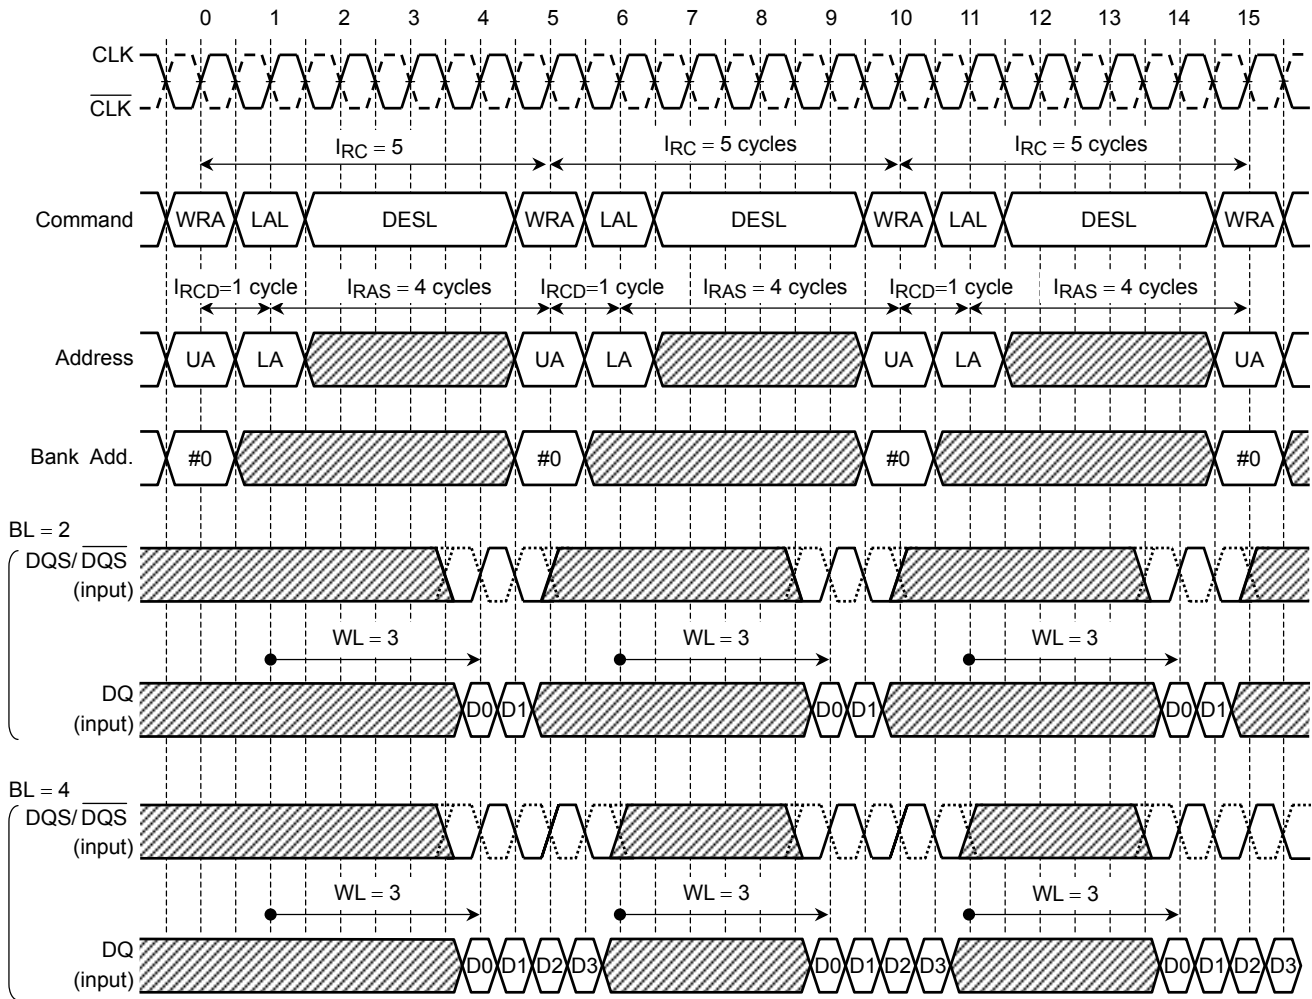 0 1 2 3 4 5 6 7 8 9 10 11 12 13 14 15
CLK
CLK
IRC = 5 IRC = 5 cycles IRC = 5 cycles
Command WRA LAL DESL WRA LAL DESL WRA LAL DESL WRA
IRCD=1 cycle IRAS = 4 cycles IRCD=1 cycle IRAS = 4 cycles IRCD=1 cycle IRAS = 4 cycles
Address UA LA UA LA UA LA UA
Bank Add. #0 #0 #0 #0
BL = 2
DQS/ DQS
(input)
WL = 3 WL = 3 WL = 3
DQ
(input)
D0 D1 D0 D1 D0 D1
BL = 4
DQS/ DQS
(input)
WL = 3 WL = 3 WL = 3
DQ
(input)
D0 D1 D2 D3 D0 D1 D2 D3 D0 D1 D2 D3